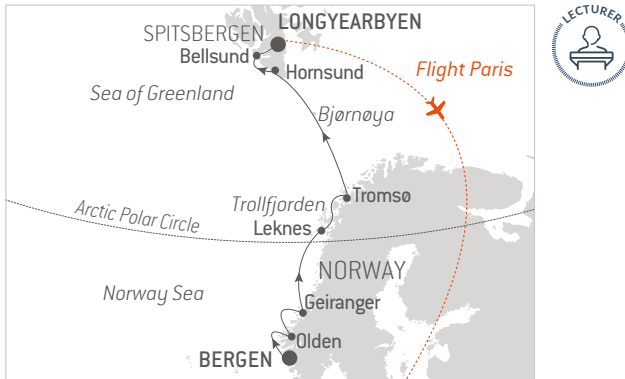 LONGYEARBYEN
SPITSBERGEN
Bellsund
Hornsund
Flight Paris
Sea of Greenland
Bjørnøya
Tromsø
Trollfjorden
Arctic Polar Circle
Leknes
NORWAY
Norway Sea
Geiranger
Olden
BERGEN
LECTURER